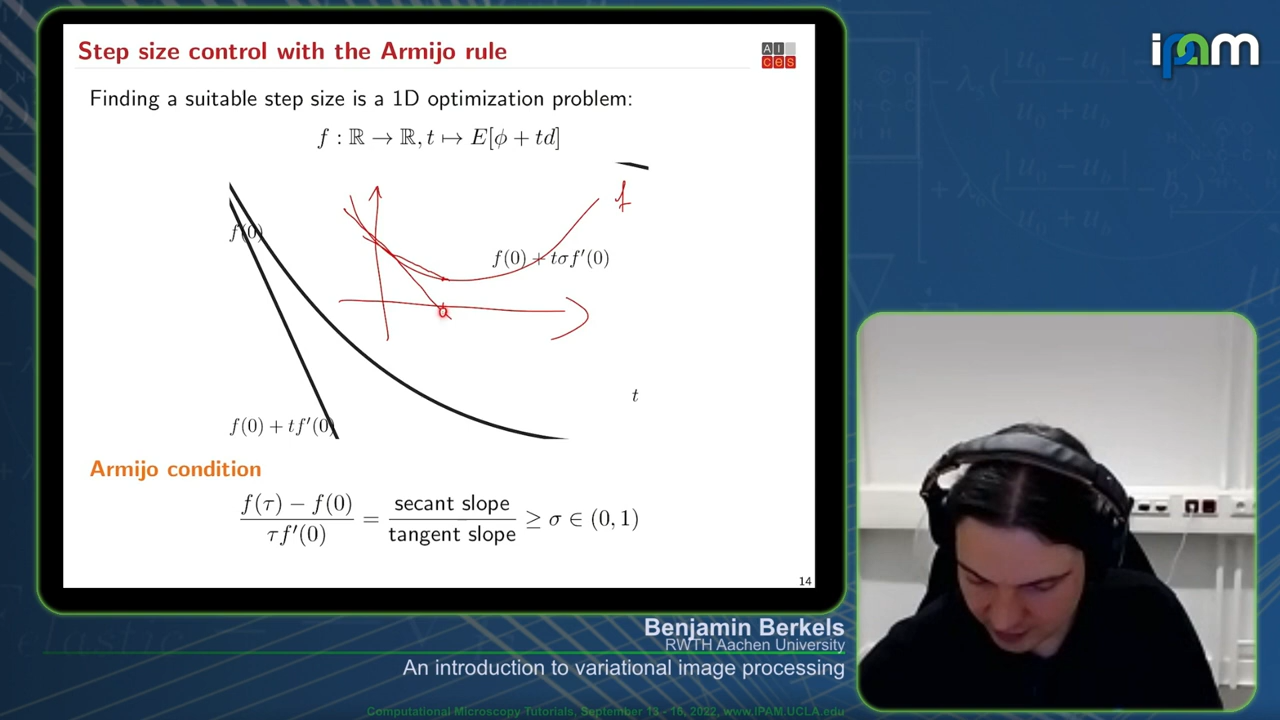 Step size control with the Armijo rule
AI
CES
ipam
Finding a suitable step size is a 1D optimization problem:
f : ℝ → ℝ, t ↦ E[ϕ + td]
f
f(0)
f(0) + tσf′(0)
t
f(0) + tf′(0)
Armijo condition
(f(τ) − f(0)) / (τf′(0)) = secant slope / tangent slope ≥ σ ∈ (0, 1)
14
Benjamin Berkels
RWTH Aachen University
An introduction to variational image processing
Computational Microscopy Tutorials, September 13 - 16, 2022, www.IPAM.UCLA.edu